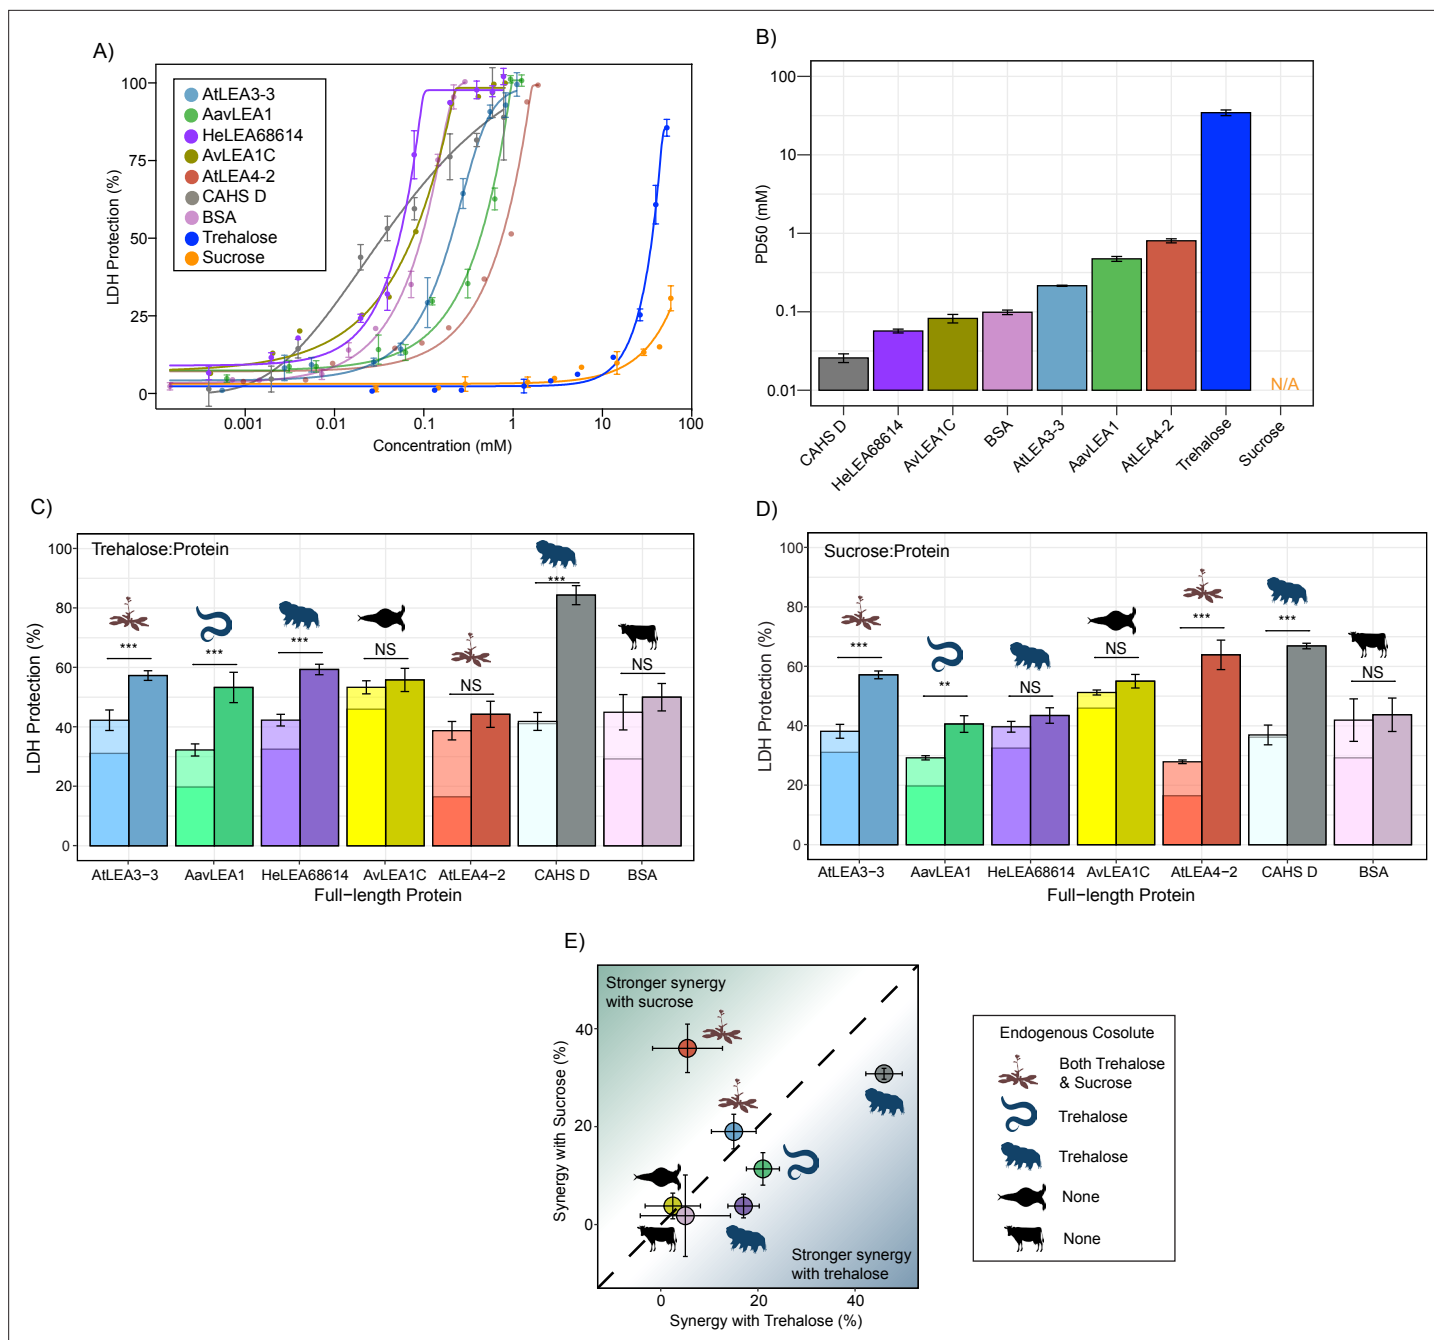 A)
LDH Protection (%)
100
75
50
25
0
AtLEA3-3
AavLEA1
HeLEA68614
AvLEA1C
AtLEA4-2
CAHS D
BSA
Trehalose
Sucrose
0.001
0.01
0.1
1
10
100
Concentration (mM)
B)
PD50 (mM)
100
10
1
0.1
0.01
N/A
CAHS D
HeLEA68614
AvLEA1C
BSA
AtLEA3-3
AavLEA1
AtLEA4-2
Trehalose
Sucrose
C)
Trehalose:Protein
LDH Protection (%)
100
80
60
40
20
0
***
***
***
NS
NS
***
NS
AtLEA3−3
AavLEA1
HeLEA68614
AvLEA1C
AtLEA4−2
CAHS D
BSA
Full-length Protein
D)
Sucrose:Protein
LDH Protection (%)
100
80
60
40
20
0
***
**
NS
NS
***
***
NS
AtLEA3−3
AavLEA1
HeLEA68614
AvLEA1C
AtLEA4−2
CAHS D
BSA
Full-length Protein
E)
Stronger synergy
with sucrose
Synergy with Sucrose (%)
40
20
0
Stronger synergy
with trehalose
0
20
40
Synergy with Trehalose (%)
Endogenous Cosolute
Both Trehalose
& Sucrose
Trehalose
Trehalose
None
None